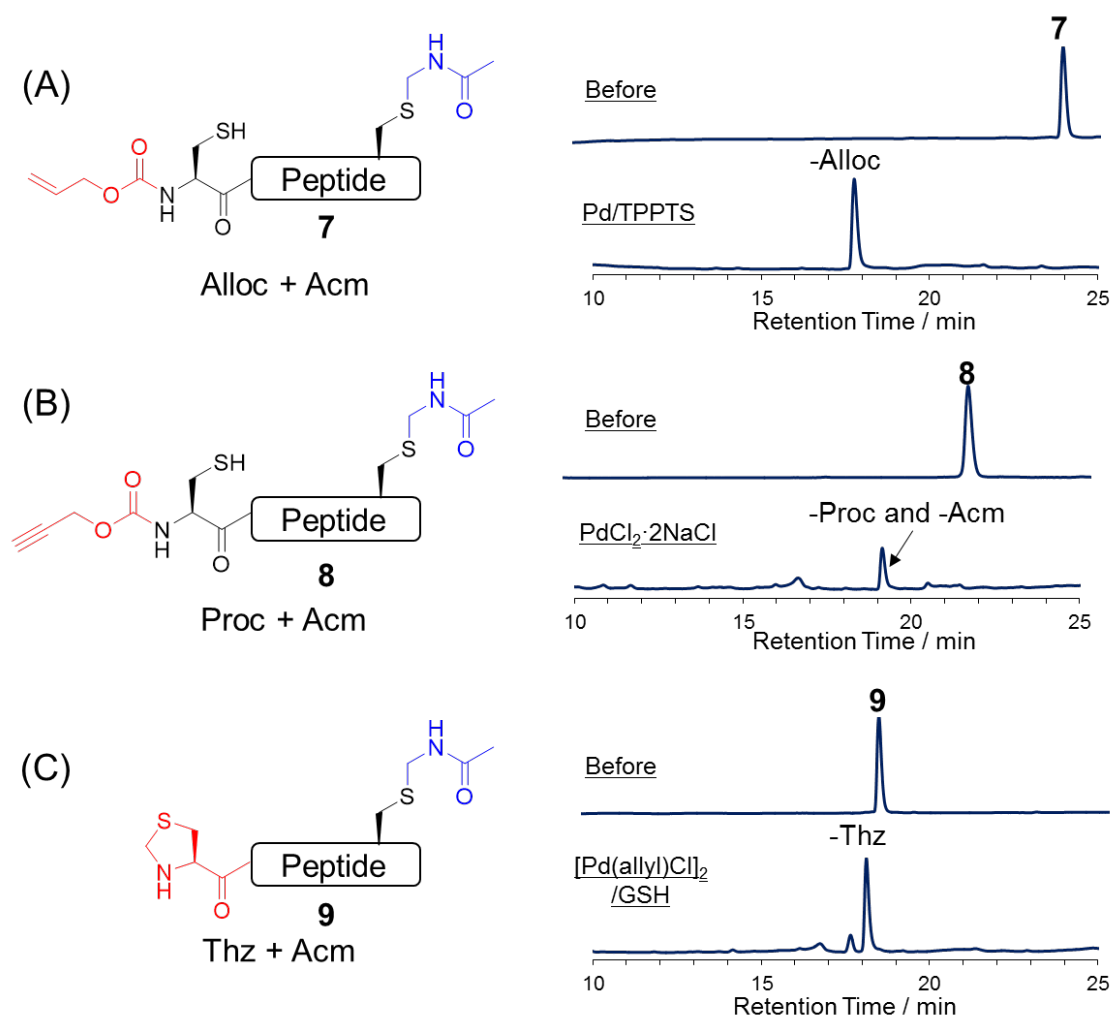 (A)
H
N
O
S
SH
O
O
N
H
O
Peptide
7
Alloc + Acm
7
Before
-Alloc
Pd/TPPTS
10 15 20 25
Retention Time / min
(B)
H
N
O
S
SH
O
O
N
H
O
Peptide
8
Proc + Acm
8
Before
-Proc and -Acm
PdCl2·2NaCl
10 15 20 25
Retention Time / min
(C)
H
N
O
S
S
N
H
O
Peptide
9
Thz + Acm
9
Before
-Thz
[Pd(allyl)Cl]2
/GSH
10 15 20 25
Retention Time / min